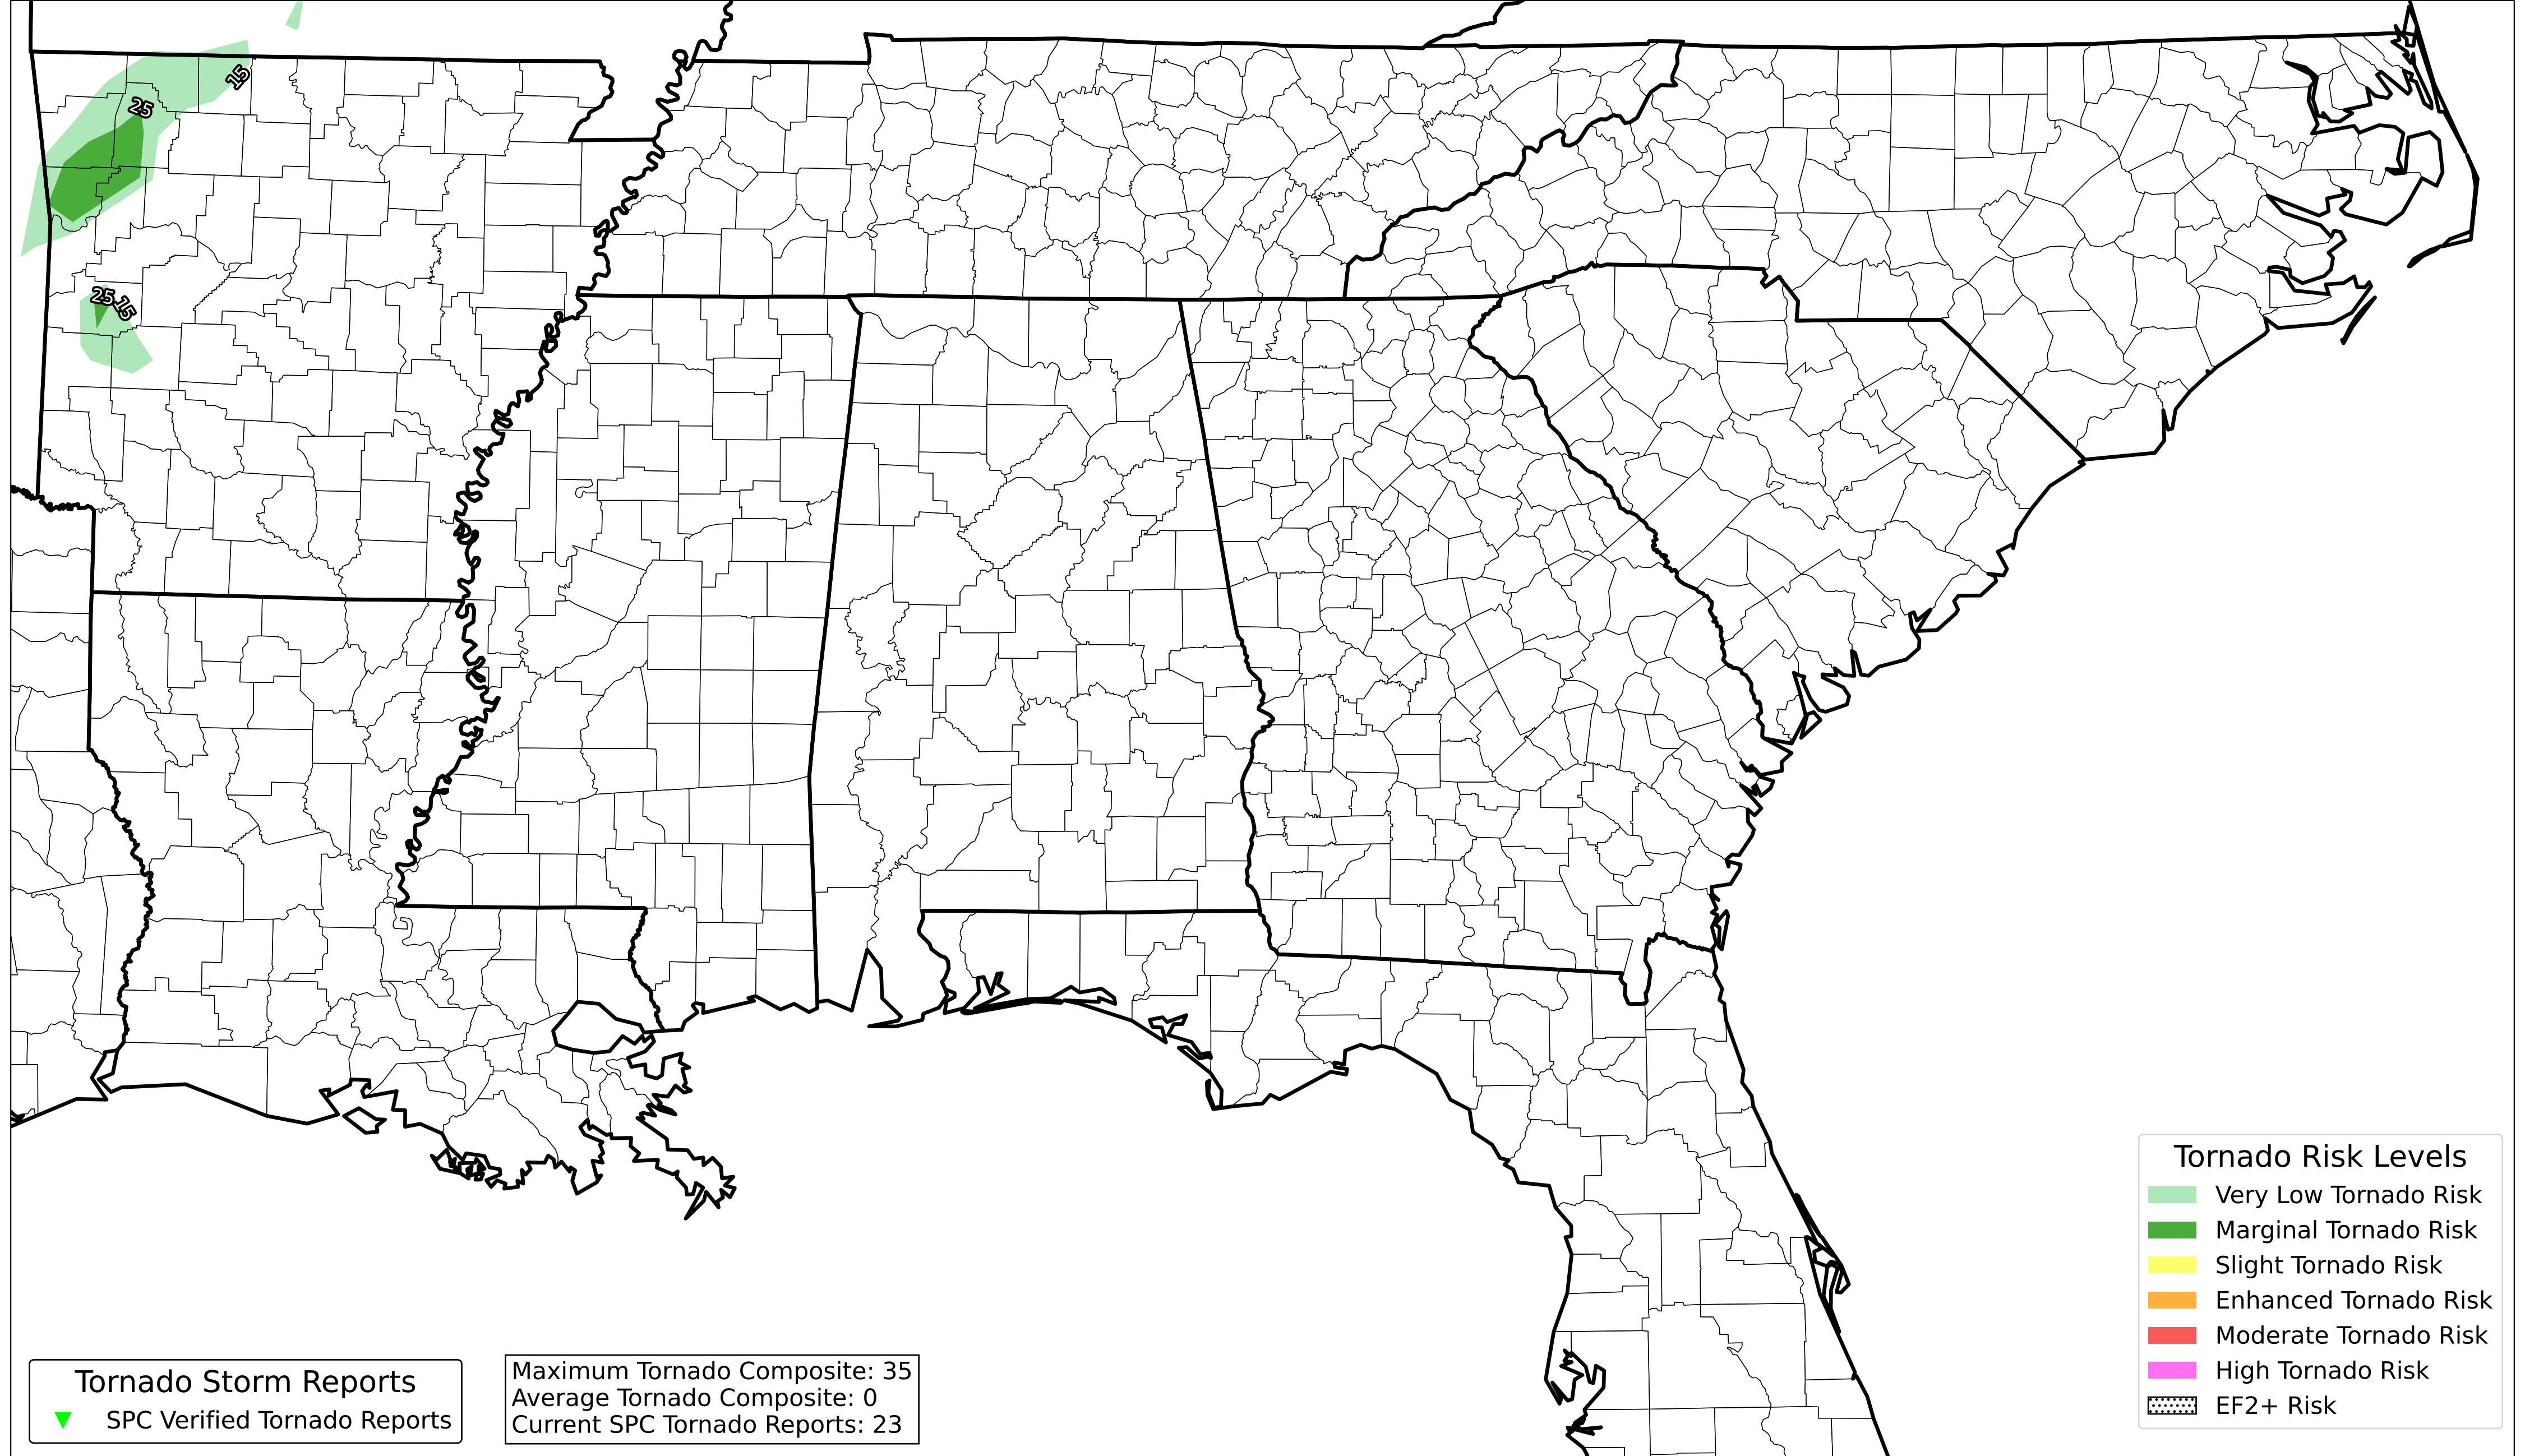 15
25
25
15
Tornado Risk Levels
Very Low Tornado Risk
Marginal Tornado Risk
Slight Tornado Risk
Enhanced Tornado Risk
Moderate Tornado Risk
High Tornado Risk
EF2+ Risk
Tornado Storm Reports
SPC Verified Tornado Reports
Maximum Tornado Composite: 35
Average Tornado Composite: 0
Current SPC Tornado Reports: 23